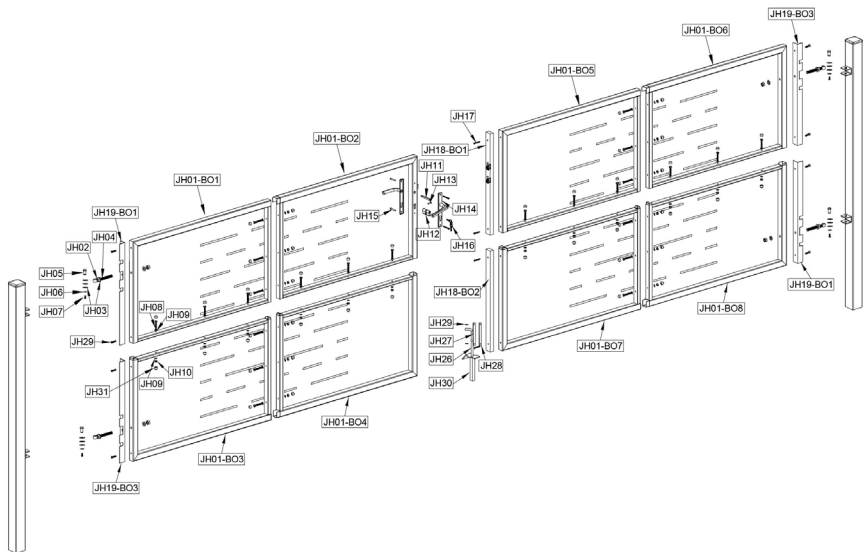 JH19-BO3
JH01-BO6
JH01-BO5
JH17
JH18-BO1
JH01-BO2
JH11
JH13
JH01-BO1
JH15
JH14
JH12
JH16
JH19-BO1
JH04
JH02
JH05
JH06
JH03
JH07
JH08
JH09
JH29
JH18-BO2
JH19-BO1
JH01-BO8
JH29
JH27
JH26
JH28
JH30
JH01-BO7
JH10
JH09
JH31
JH01-BO4
JH01-BO3
JH19-BO3